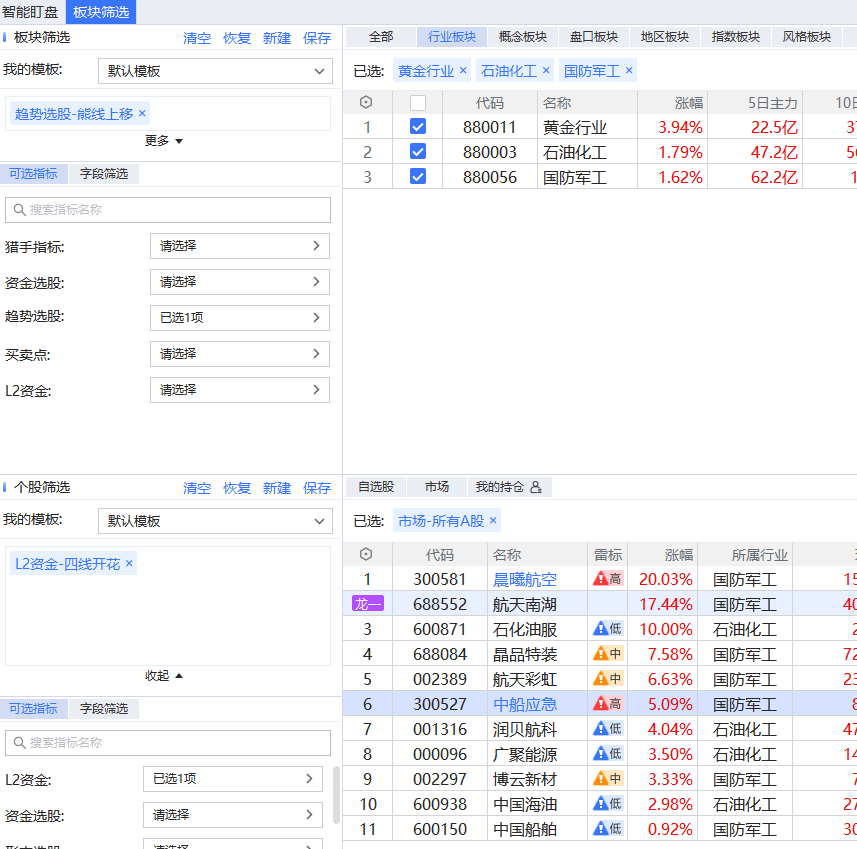 智能盯盘 板块筛选
板块筛选 清空 恢复 新建 保存
我的模板: 默认模板
趋势选股-熊线上移 ×
更多
可选指标 字段筛选
搜索指标名称
猎手指标: 请选择
资金选股: 请选择
趋势选股: 已选1项
买卖点: 请选择
L2资金: 请选择
全部 行业板块 概念板块 盘口板块 地区板块 指数板块 风格板块
已选: 黄金行业 × 石油化工 × 国防军工 ×
代码 名称 涨幅 5日主力 10日
1 880011 黄金行业 3.94% 22.5亿
2 880003 石油化工 1.79% 47.2亿
3 880056 国防军工 1.62% 62.2亿
个股筛选 清空 恢复 新建 保存
我的模板: 默认模板
L2资金-四线开花 ×
收起
可选指标 字段筛选
搜索指标名称
L2资金: 已选1项
资金选股: 请选择
自选股 市场 我的持仓
已选: 市场-所有A股 ×
代码 名称 雷标 涨幅 所属行业
1 300581 晨曦航空 高 20.03% 国防军工
龙一 688552 航天南湖 17.44% 国防军工
3 600871 石化油服 低 10.00% 石油化工
4 688084 晶品特装 中 7.58% 国防军工
5 002389 航天彩虹 中 6.63% 国防军工
6 300527 中船应急 高 5.09% 国防军工
7 001316 润贝航科 低 4.04% 石油化工
8 000096 广聚能源 低 3.50% 石油化工
9 002297 博云新材 中 3.33% 国防军工
10 600938 中国海油 低 2.98% 石油化工
11 600150 中国船舶 低 0.92% 国防军工